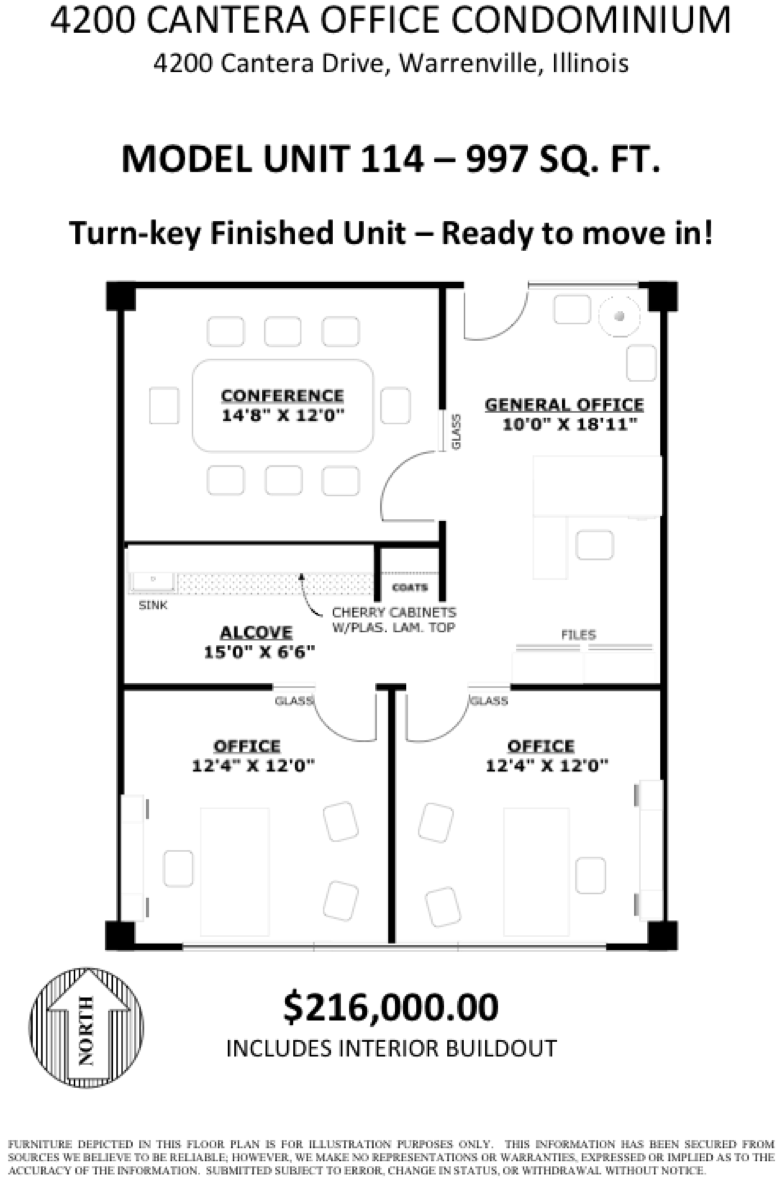 4200 CANTERA OFFICE CONDOMINIUM
4200 Cantera Drive, Warrenville, Illinois
MODEL UNIT 114 – 997 SQ. FT.
Turn-key Finished Unit – Ready to move in!
CONFERENCE
14'8" X 12'0"
GLASS
GENERAL OFFICE
10'0" X 18'11"
SINK
COATS
CHERRY CABINETS
W/PLAS. LAM. TOP
ALCOVE
15'0" X 6'6"
FILES
GLASS
GLASS
OFFICE
12'4" X 12'0"
OFFICE
12'4" X 12'0"
NORTH
$216,000.00
INCLUDES INTERIOR BUILDOUT
FURNITURE DEPICTED IN THIS FLOOR PLAN IS FOR ILLUSTRATION PURPOSES ONLY. THIS INFORMATION HAS BEEN SECURED FROM
SOURCES WE BELIEVE TO BE RELIABLE; HOWEVER, WE MAKE NO REPRESENTATIONS OR WARRANTIES, EXPRESSED OR IMPLIED AS TO THE
ACCURACY OF THE INFORMATION. SUBMITTED SUBJECT TO ERROR, CHANGE IN STATUS, OR WITHDRAWAL WITHOUT NOTICE.